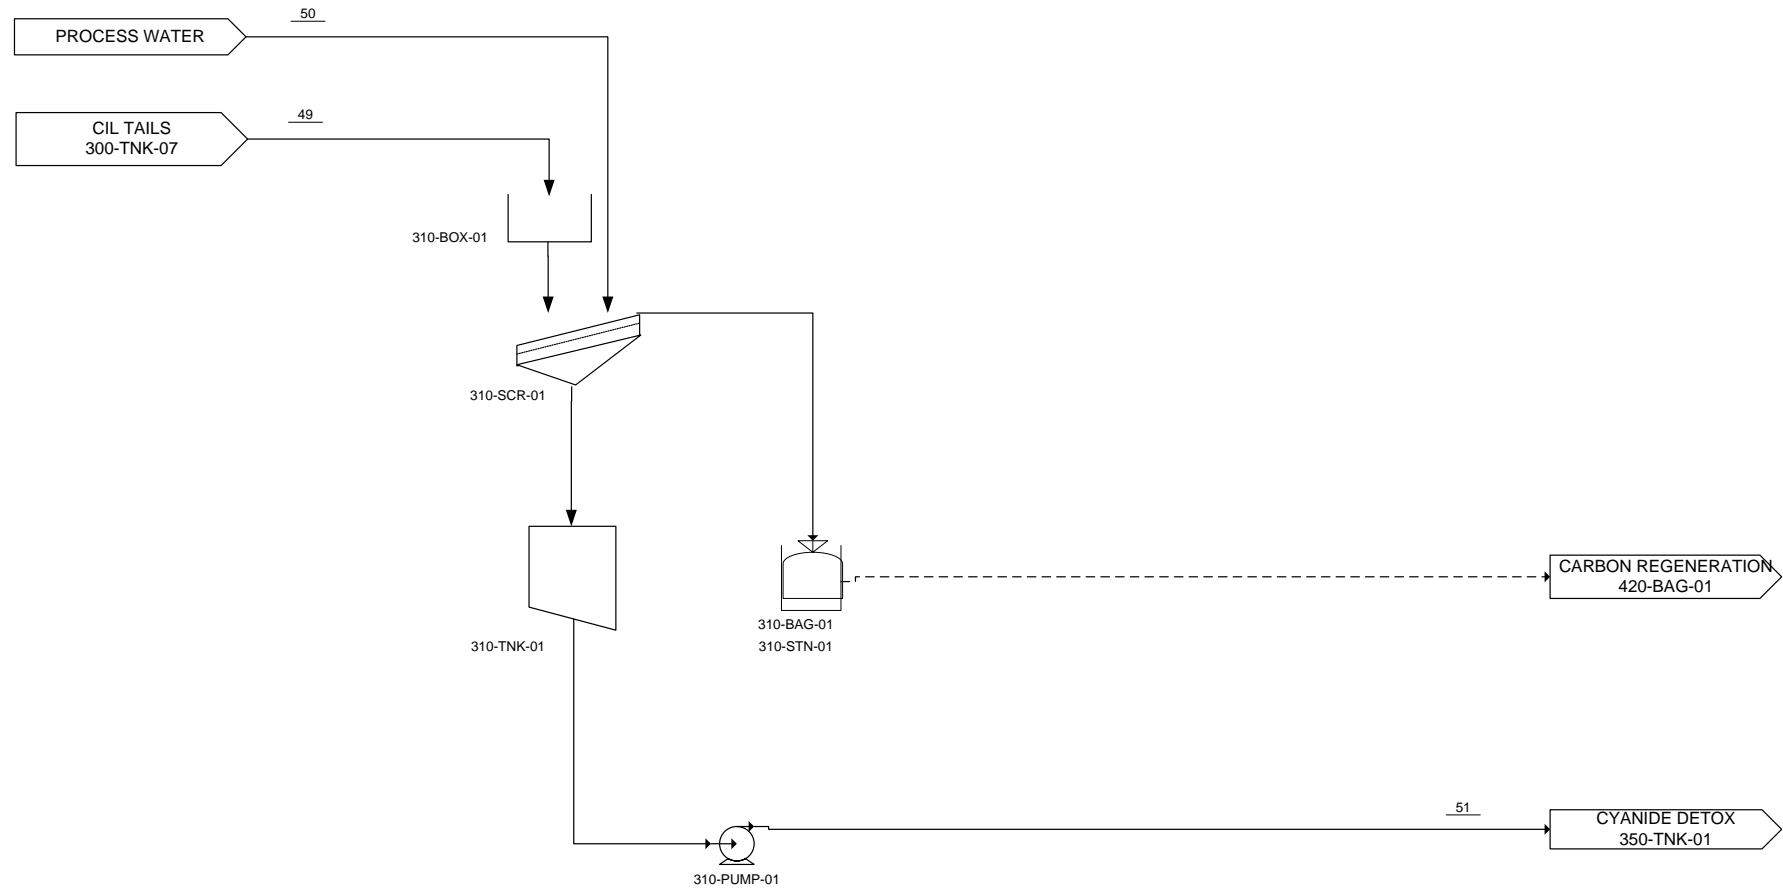 50
PROCESS WATER
49
CIL TAILS
300-TNK-07
310-BOX-01
310-SCR-01
CARBON REGENERATION
420-BAG-01
310-BAG-01
310-STN-01
310-TNK-01
51
CYANIDE DETOX
350-TNK-01
310-PUMP-01